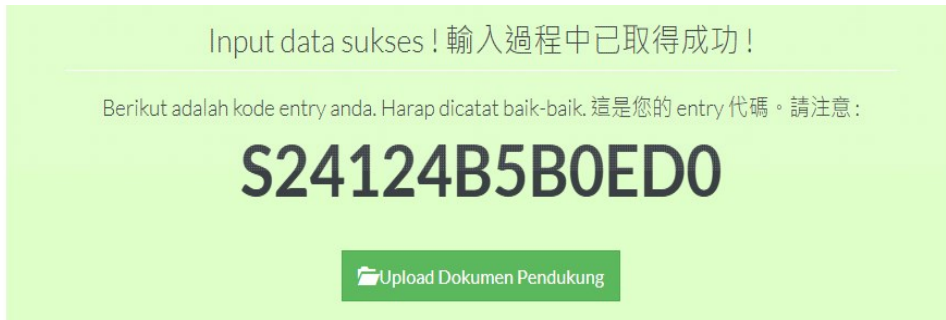 Input data sukses ! 輸入過程中已取得成功 !
Berikut adalah kode entry anda. Harap dicatat baik-baik. 這是您的 entry 代碼。請注意 :
S24124B5B0ED0
Upload Dokumen Pendukung